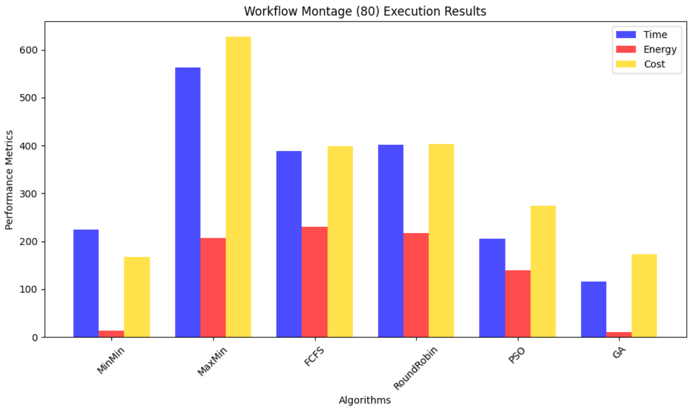 Workflow Montage (80) Execution Results
Time
Energy
Cost
Performance Metrics
600
500
400
300
200
100
0
MinMin
MaxMin
FCFS
RoundRobin
PSO
GA
Algorithms